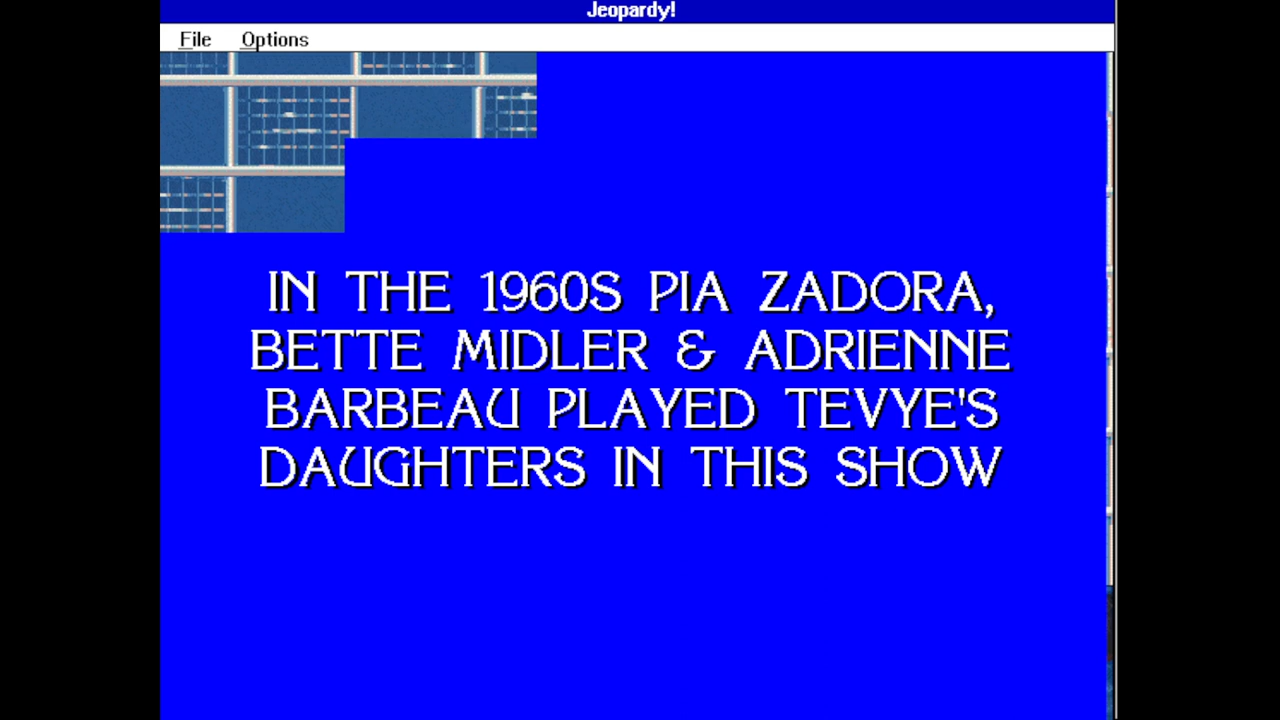 Jeopardy!
File Options
IN THE 1960S PIA ZADORA,
BETTE MIDLER & ADRIENNE
BARBEAU PLAYED TEVYE'S
DAUGHTERS IN THIS SHOW